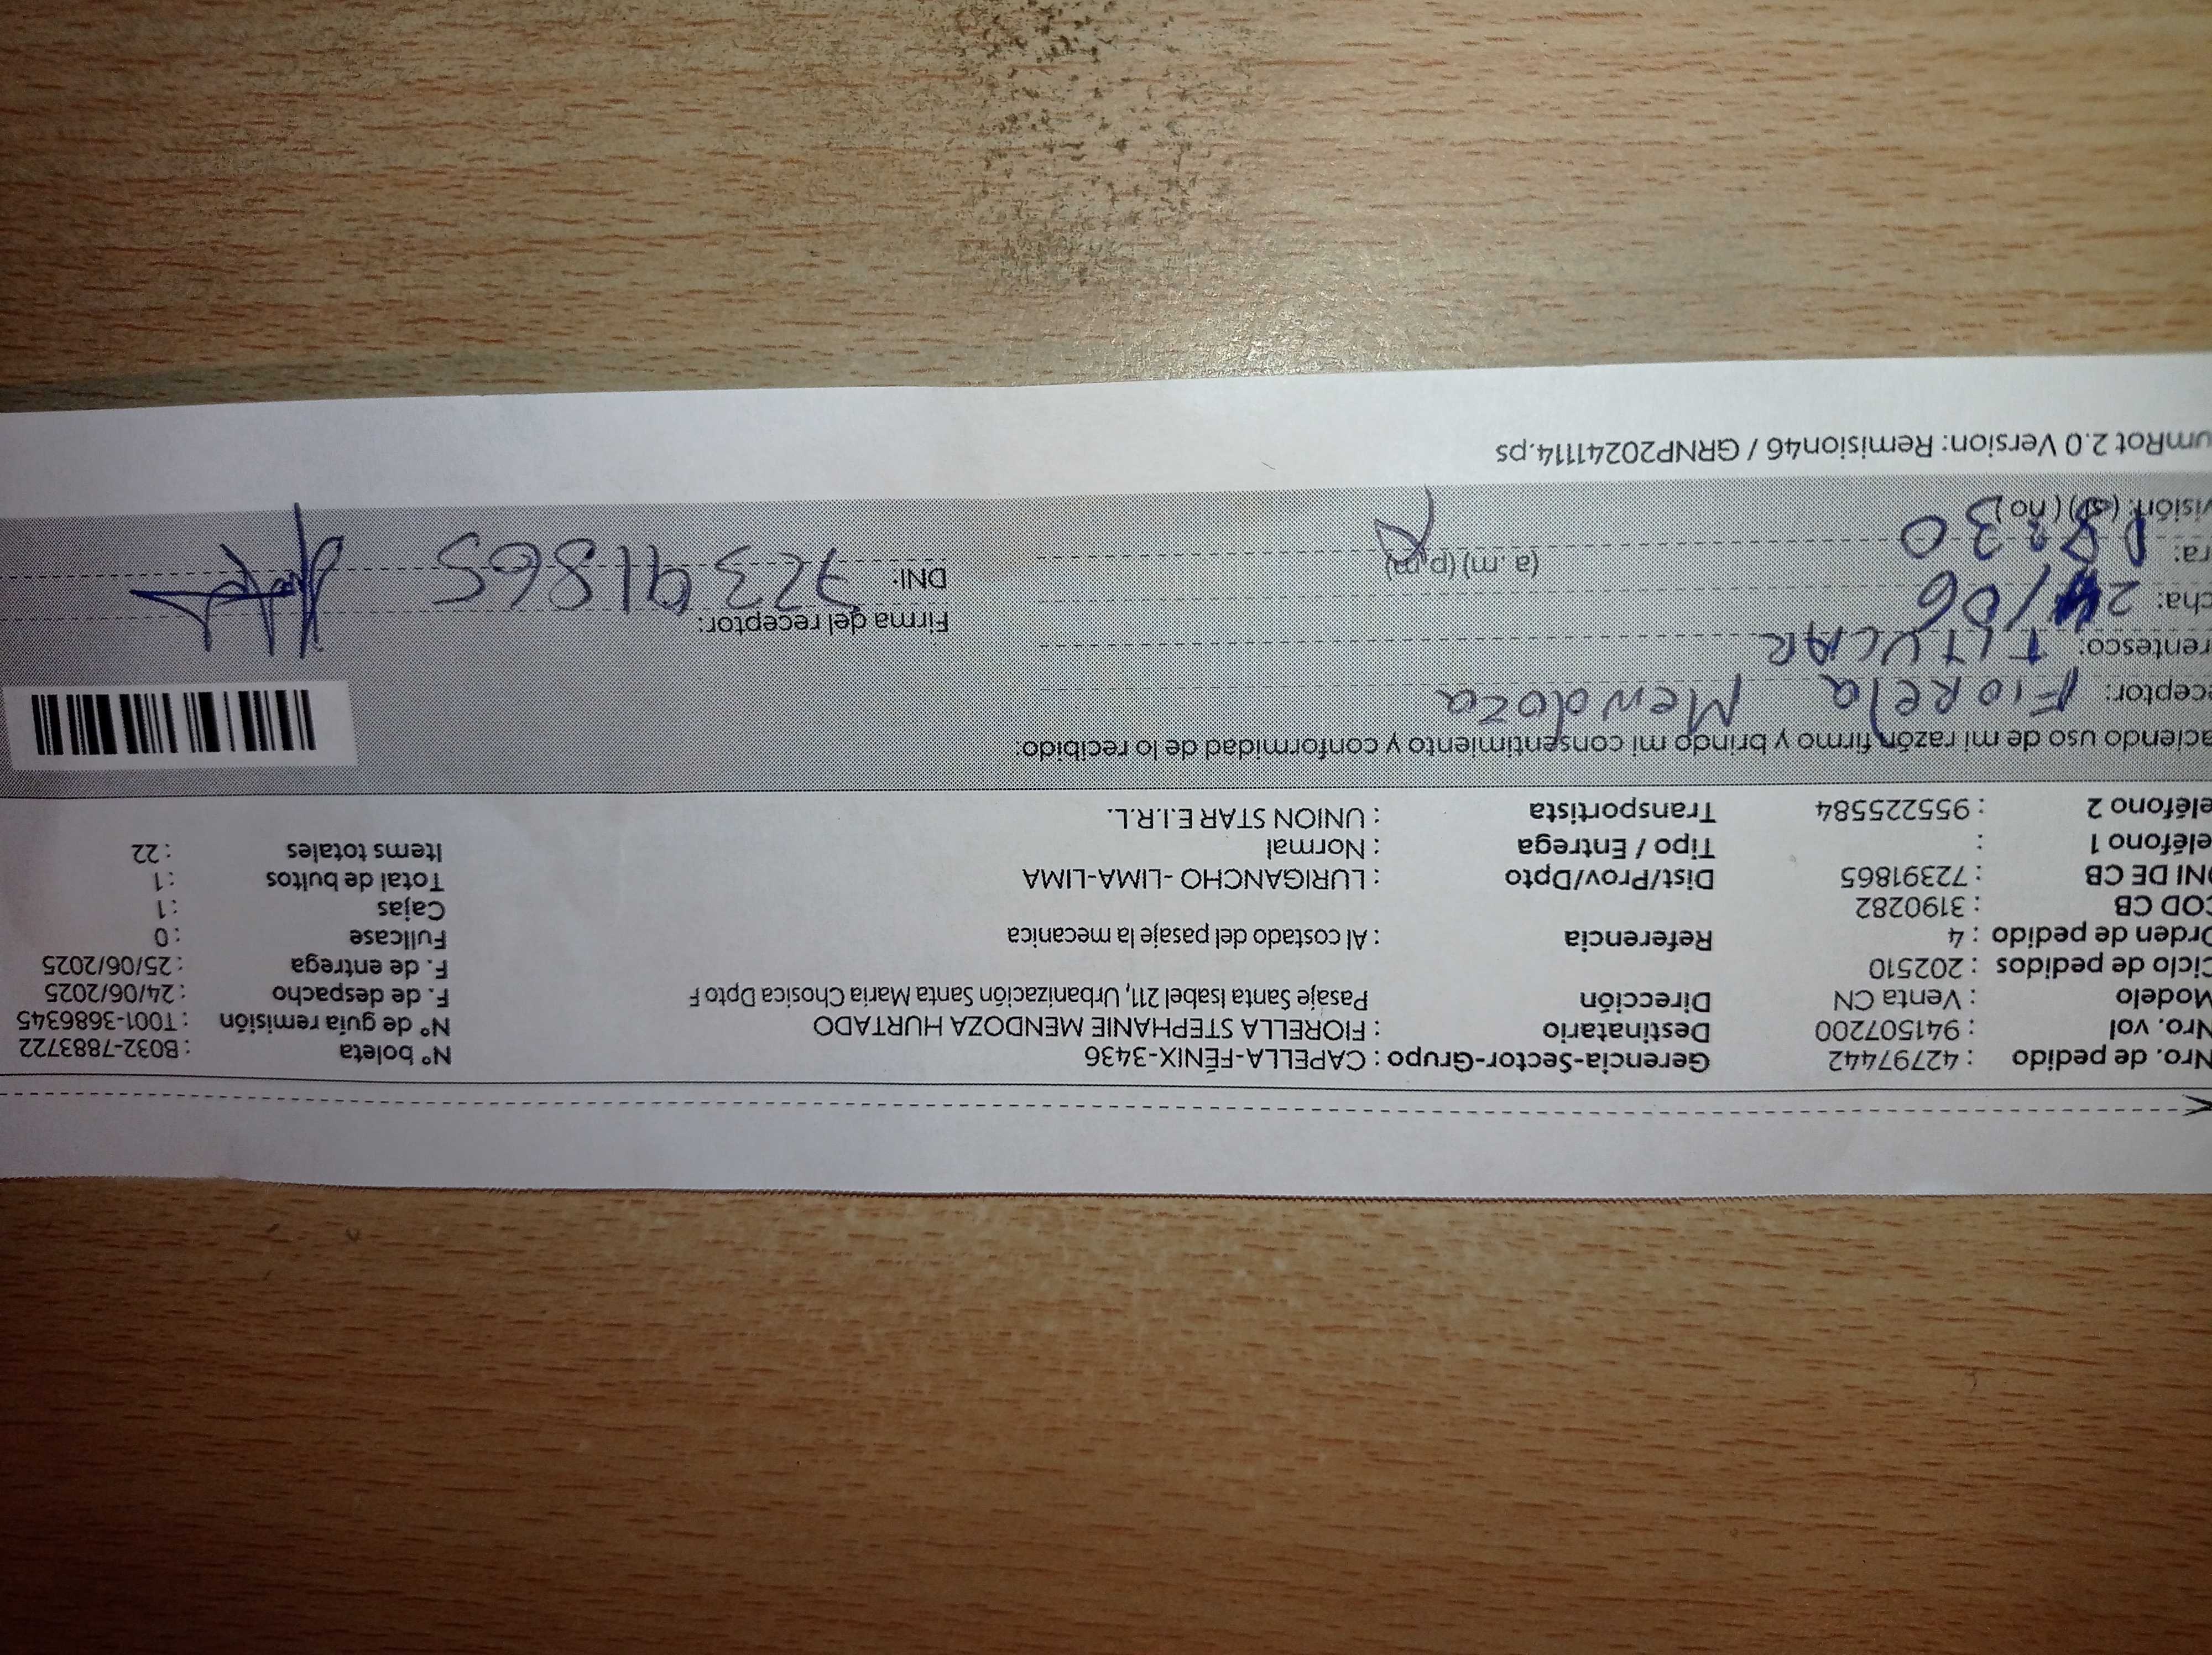 Nro. de pedido : 42797442 Gerencia-Sector-Grupo : CAPELLA-FÉNIX-3436 N° boleta : B032-7883722
Nro. vol : 941507200 Destinatario : FIORELLA STEPHANIE MENDOZA HURTADO N° de guía remisión : T001-3686345
Modelo : Venta CN Dirección Pasaje Santa Isabel 211, Urbanización Santa Maria Chosica Dpto F F. de despacho : 24/06/2025
Ciclo de pedidos : 202510 F. de entrega : 25/06/2025
Orden de pedido : 4 Referencia : Al costado del pasaje la mecanica Fullcase : 0
COD CB : 3190282 Cajas : 1
DNI DE CB : 72391865 Dist/Prov/Dpto : LURIGANCHO - LIMA-LIMA Total de bultos : 1
eléfono 1 : Tipo / Entrega : Normal Items totales : 22
eléfono 2 : 955225584 Transportista : UNION STAR E.I.R.L.
aciendo uso de mi razón firmo y brindo mi consentimiento y conformidad de lo recibido:
eceptor: Fiorela Mendoza
rentesco: TITULAR Firma del receptor:
cha: 24/06 DNI: 72391865
ra: 08:30 (a. m) (p.m)
visión: (si) (no)
umRot 2.0 Version: Remision46 / GRNP20241114.ps